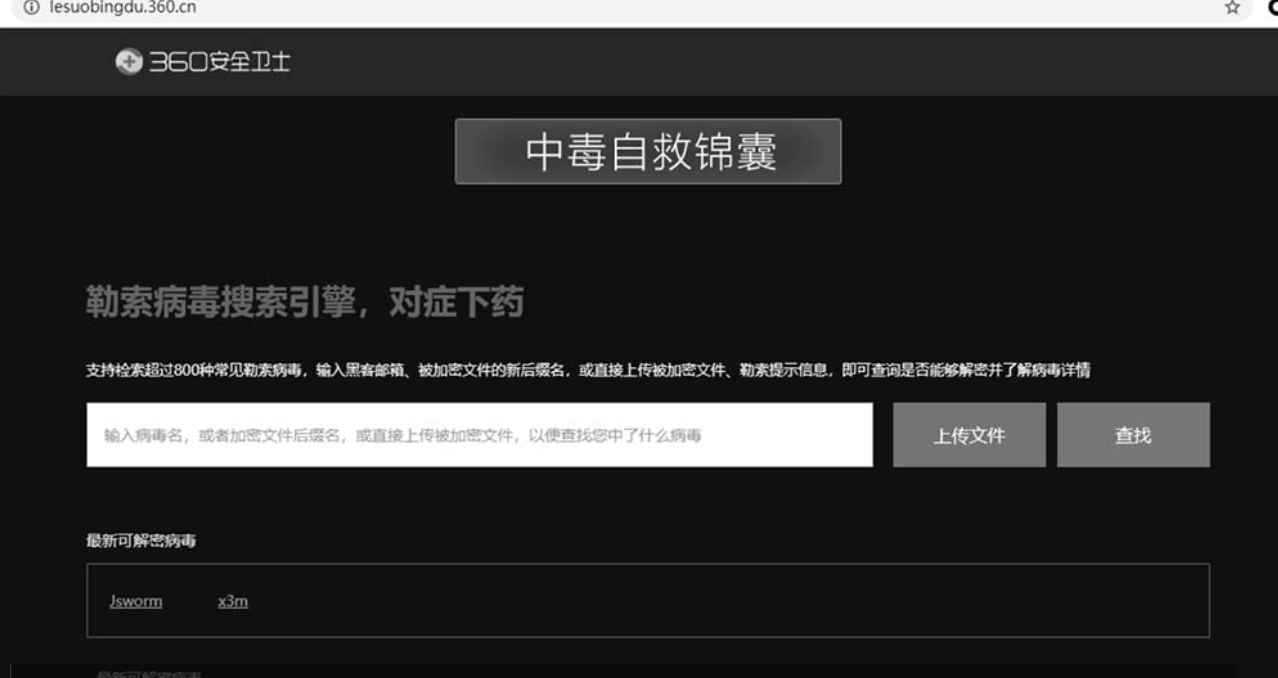 lesuobingdu.360.cn
360安全卫士
中毒自救锦囊
勒索病毒搜索引擎，对症下药
支持检索超过800种常见勒索病毒，输入黑客邮箱、被加密文件的新后缀名，或直接上传被加密文件、勒索提示信息，即可查询是否能够解密并了解病毒详情
输入病毒名，或者加密文件后缀名，或直接上传被加密文件，以便查找您中了什么病毒
上传文件
查找
最新可解密病毒
Jsworm x3m
最新可解密病毒